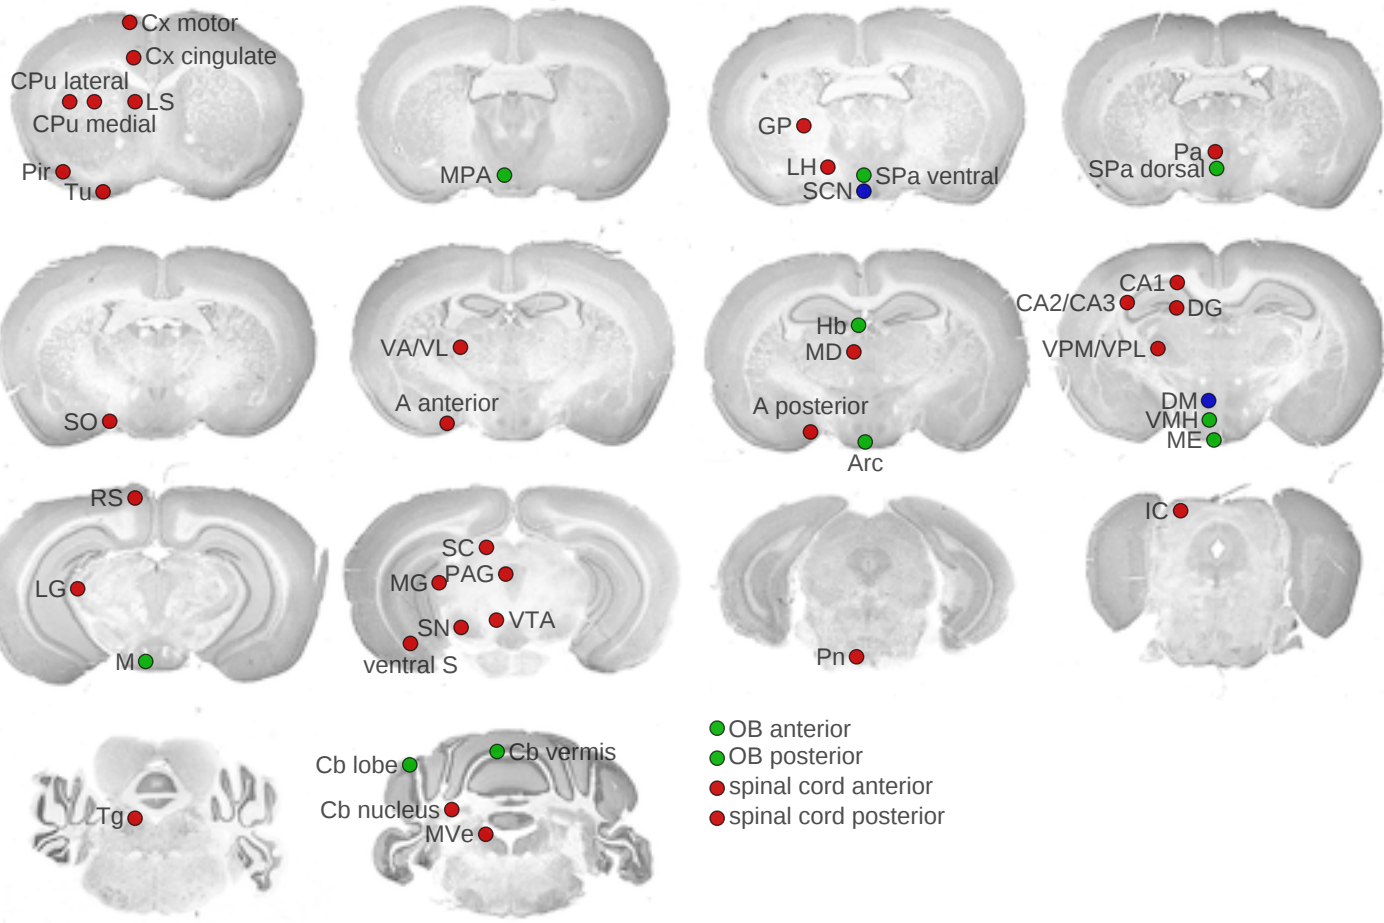 Cx motor
Cx cingulate
CPu lateral
LS
CPu medial
Pir
Tu
MPA
GP
LH
SPa ventral
SCN
Pa
SPa dorsal
SO
VA/VL
A anterior
Hb
MD
A posterior
Arc
CA1
CA2/CA3
DG
VPM/VPL
DM
VMH
ME
RS
LG
M
SC
PAG
MG
VTA
SN
ventral S
Pn
IC
Tg
Cb vermis
Cb lobe
Cb nucleus
MVe
OB anterior
OB posterior
spinal cord anterior
spinal cord posterior